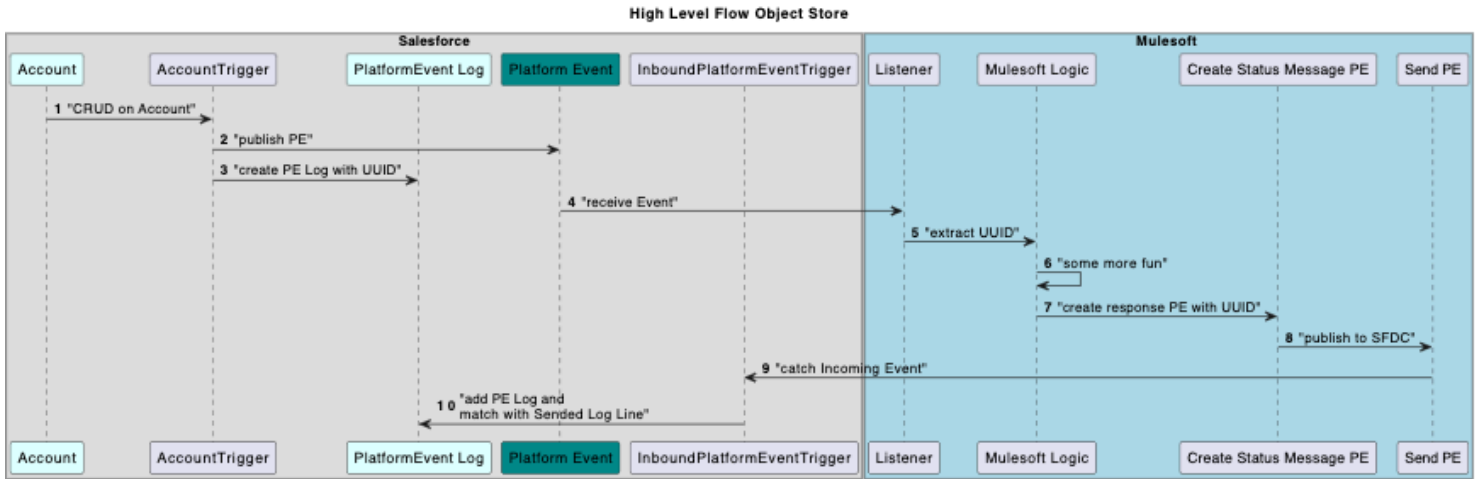 High Level Flow Object Store
Salesforce
Mulesoft
Account
AccountTrigger
PlatformEvent Log
Platform Event
InboundPlatformEventTrigger
Listener
Mulesoft Logic
Create Status Message PE
Send PE
1 "CRUD on Account"
2 "publish PE"
3 "create PE Log with UUID"
4 "receive Event"
5 "extract UUID"
6 "some more fun"
7 "create response PE with UUID"
8 "publish to SFDC"
9 "catch Incoming Event"
10 "add PE Log and
match with Sended Log Line"
Account
AccountTrigger
PlatformEvent Log
Platform Event
InboundPlatformEventTrigger
Listener
Mulesoft Logic
Create Status Message PE
Send PE